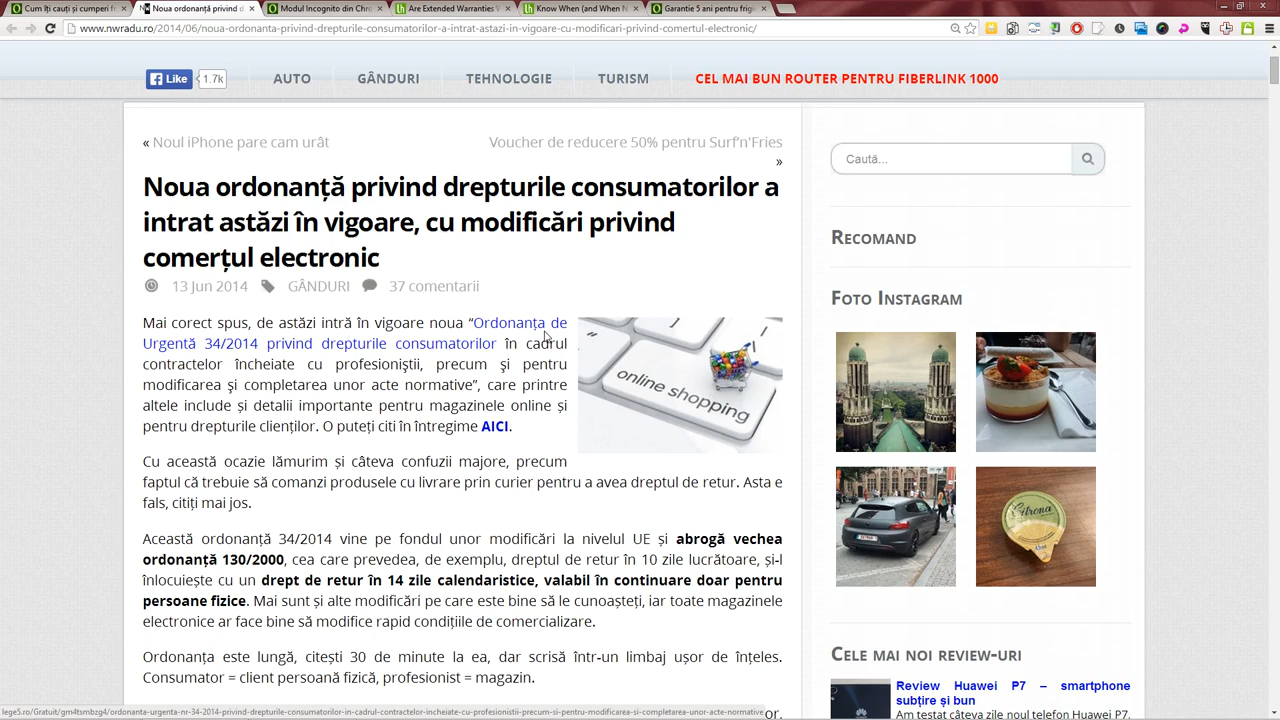 Cum îți cauți și cumperi f
Noua ordonanță privind d
Modul Incognito din Chr
Are Extended Warranties
Know When (and When N
Garantie 5 ani pentru frig
www.nwradu.ro/2014/06/noua-ordonanta-privind-drepturile-consumatorilor-a-intrat-astazi-in-vigoare-cu-modificari-privind-comertul-electronic/
Like 1.7k AUTO GÂNDURI TEHNOLOGIE TURISM CEL MAI BUN ROUTER PENTRU FIBERLINK 1000
« Noul iPhone pare cam urât
Voucher de reducere 50% pentru Surf'n'Fries
»
Noua ordonanță privind drepturile consumatorilor a
intrat astăzi în vigoare, cu modificări privind
comerțul electronic
13 Jun 2014 GÂNDURI 37 comentarii
Mai corect spus, de astăzi intră în vigoare noua “Ordonanța de
Urgentă 34/2014 privind drepturile consumatorilor în cadrul
contractelor încheiate cu profesioniştii, precum şi pentru
modificarea şi completarea unor acte normative”, care printre
altele include și detalii importante pentru magazinele online și
pentru drepturile clienților. O puteți citi în întregime AICI.
online shopping
Cu această ocazie lămurim și câteva confuzii majore, precum
faptul că trebuie să comanzi produsele cu livrare prin curier pentru a avea dreptul de retur. Asta e
fals, citiți mai jos.
Această ordonanță 34/2014 vine pe fondul unor modificări la nivelul UE și abrogă vechea
ordonanță 130/2000, cea care prevedea, de exemplu, dreptul de retur în 10 zile lucrătoare, și-l
înlocuiește cu un drept de retur în 14 zile calendaristice, valabil în continuare doar pentru
persoane fizice. Mai sunt și alte modificări pe care este bine să le cunoașteți, iar toate magazinele
electronice ar face bine să modifice rapid condițiile de comercializare.
Ordonanța este lungă, citești 30 de minute la ea, dar scrisă într-un limbaj ușor de înțeles.
Consumator = client persoană fizică, profesionist = magazin.
Caută...
Recomand
Foto Instagram
Cele mai noi review-uri
Review Huawei P7 – smartphone
subțire și bun
Am testat câteva zile noul telefon Huawei P7.
lege5.ro/Gratuit/gm4tsmbzg4/ordonanta-urgenta-nr-34-2014-privind-drepturile-consumatorilor-in-cadrul-contractelor-incheiate-cu-profesionistii-precum-si-pentru-modificarea-si-completarea-unor-acte-normative